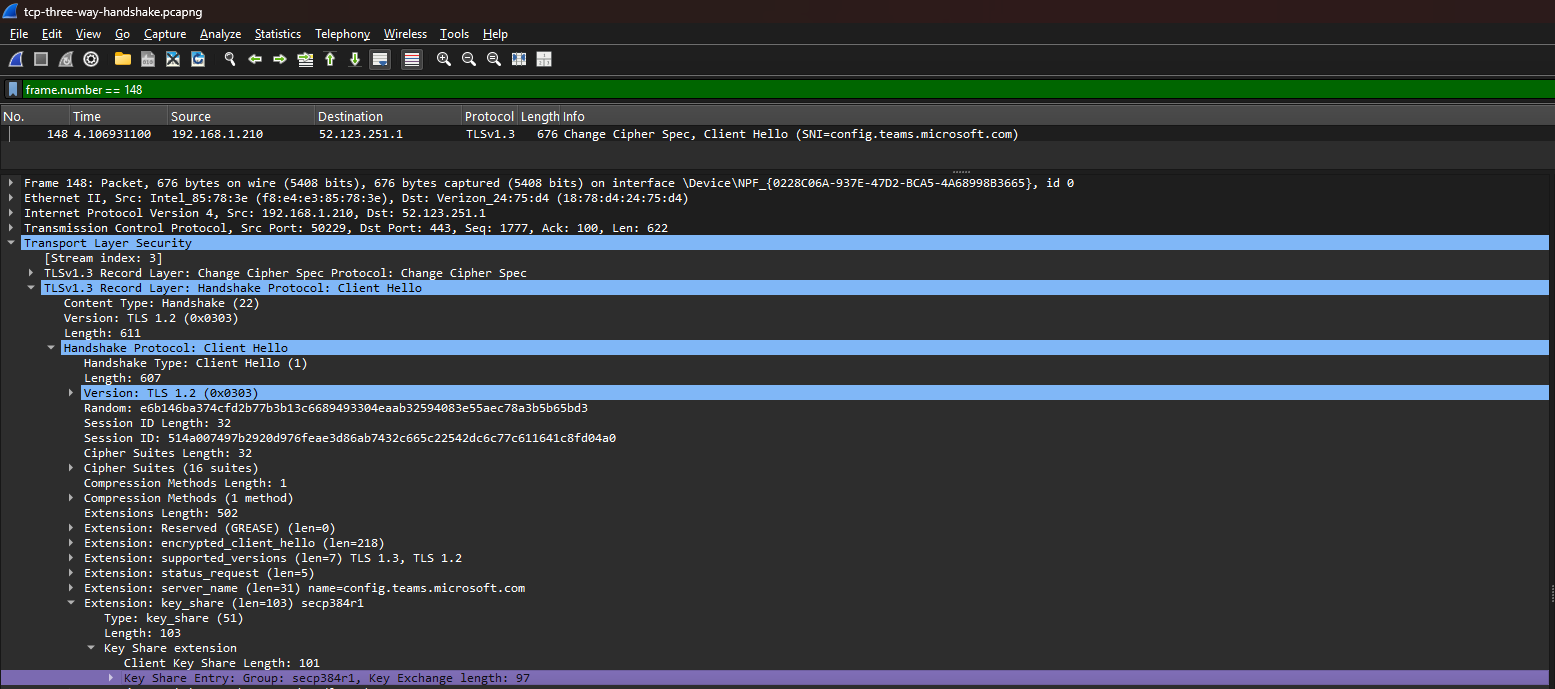 tcp-three-way-handshake.pcapng
File Edit View Go Capture Analyze Statistics Telephony Wireless Tools Help
frame.number == 148
No. Time Source Destination Protocol Length Info
148 4.106931100 192.168.1.210 52.123.251.1 TLSv1.3 676 Change Cipher Spec, Client Hello (SNI=config.teams.microsoft.com)
Frame 148: Packet, 676 bytes on wire (5408 bits), 676 bytes captured (5408 bits) on interface \Device\NPF_{0228C06A-937E-47D2-BCA5-4A68998B3665}, id 0
Ethernet II, Src: Intel_85:78:3e (f8:e4:e3:85:78:3e), Dst: Verizon_24:75:d4 (18:78:d4:24:75:d4)
Internet Protocol Version 4, Src: 192.168.1.210, Dst: 52.123.251.1
Transmission Control Protocol, Src Port: 50229, Dst Port: 443, Seq: 1777, Ack: 100, Len: 622
Transport Layer Security
[Stream index: 3]
TLSv1.3 Record Layer: Change Cipher Spec Protocol: Change Cipher Spec
TLSv1.3 Record Layer: Handshake Protocol: Client Hello
Content Type: Handshake (22)
Version: TLS 1.2 (0x0303)
Length: 611
Handshake Protocol: Client Hello
Handshake Type: Client Hello (1)
Length: 607
Version: TLS 1.2 (0x0303)
Random: e6b146ba374cfd2b77b3b13c6689493304eaab32594083e55aec78a3b5b65bd3
Session ID Length: 32
Session ID: 514a007497b2920d976feae3d86ab7432c665c22542dc6c77c611641c8fd04a0
Cipher Suites Length: 32
Cipher Suites (16 suites)
Compression Methods Length: 1
Compression Methods (1 method)
Extensions Length: 502
Extension: Reserved (GREASE) (len=0)
Extension: encrypted_client_hello (len=218)
Extension: supported_versions (len=7) TLS 1.3, TLS 1.2
Extension: status_request (len=5)
Extension: server_name (len=31) name=config.teams.microsoft.com
Extension: key_share (len=103) secp384r1
Type: key_share (51)
Length: 103
Key Share extension
Client Key Share Length: 101
Key Share Entry: Group: secp384r1, Key Exchange length: 97